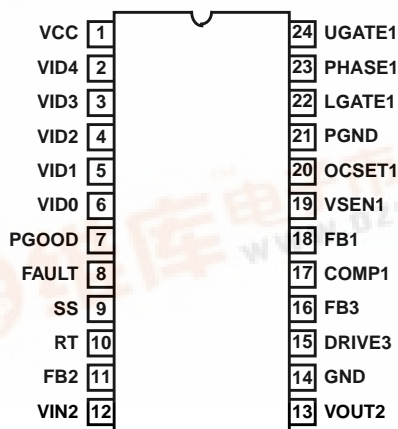 VCC 1 24 UGATE1
VID4 2 23 PHASE1
VID3 3 22 LGATE1
VID2 4 21 PGND
VID1 5 20 OCSET1
VID0 6 19 VSEN1
PGOOD 7 18 FB1
FAULT 8 17 COMP1
SS 9 16 FB3
RT 10 15 DRIVE3
FB2 11 14 GND
VIN2 12 13 VOUT2